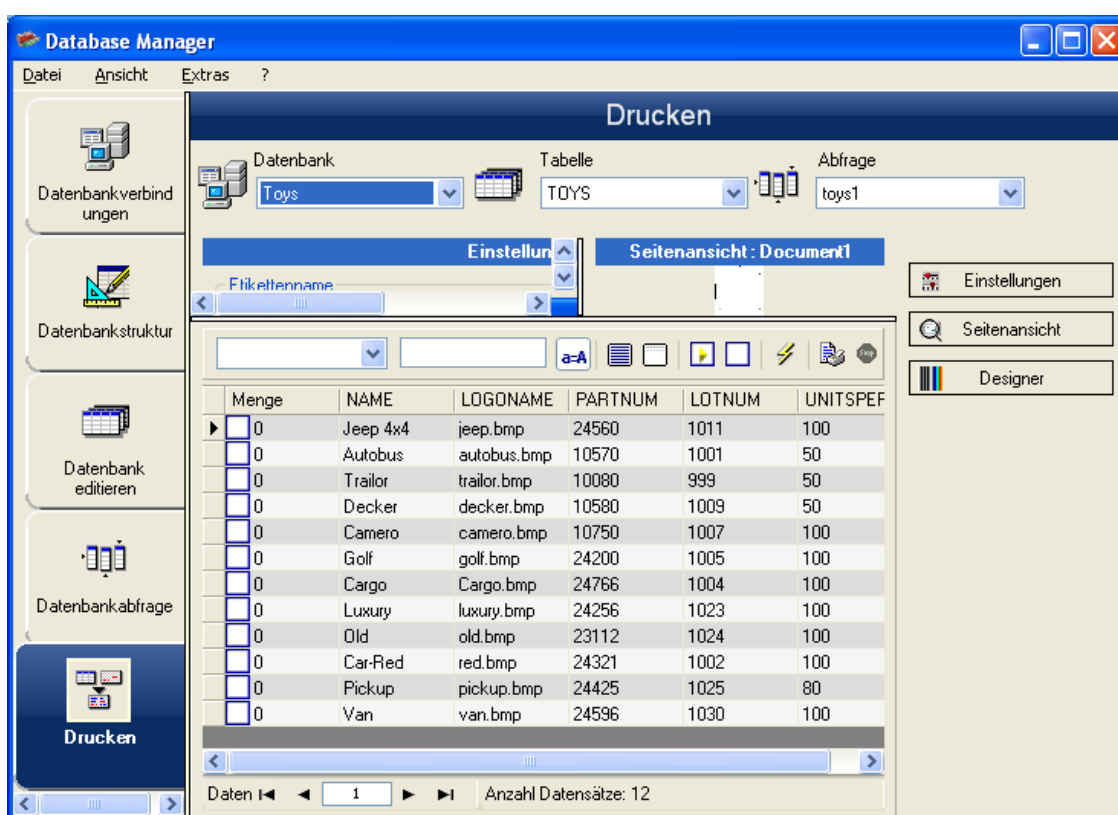 Database Manager
Datei Ansicht Extras ?
Drucken
Datenbankverbind
ungen
Datenbankstruktur
Datenbank
editieren
Datenbankabfrage
Drucken
Datenbank Tabelle Abfrage
Toys TOYS toys1
Einstellun Seitenansicht : Document1
Etikettenname
Einstellungen
Seitenansicht
Designer
a=A Stop
Menge NAME LOGONAME PARTNUM LOTNUM UNITSPER
0 Jeep 4x4 jeep.bmp 24560 1011 100
0 Autobus autobus.bmp 10570 1001 50
0 Trailor trailor.bmp 10080 999 50
0 Decker decker.bmp 10580 1009 50
0 Camero camero.bmp 10750 1007 100
0 Golf golf.bmp 24200 1005 100
0 Cargo Cargo.bmp 24766 1004 100
0 Luxury luxury.bmp 24256 1023 100
0 Old old.bmp 23112 1024 100
0 Car-Red red.bmp 24321 1002 100
0 Pickup pickup.bmp 24425 1025 80
0 Van van.bmp 24596 1030 100
Daten 1 Anzahl Datensätze: 12